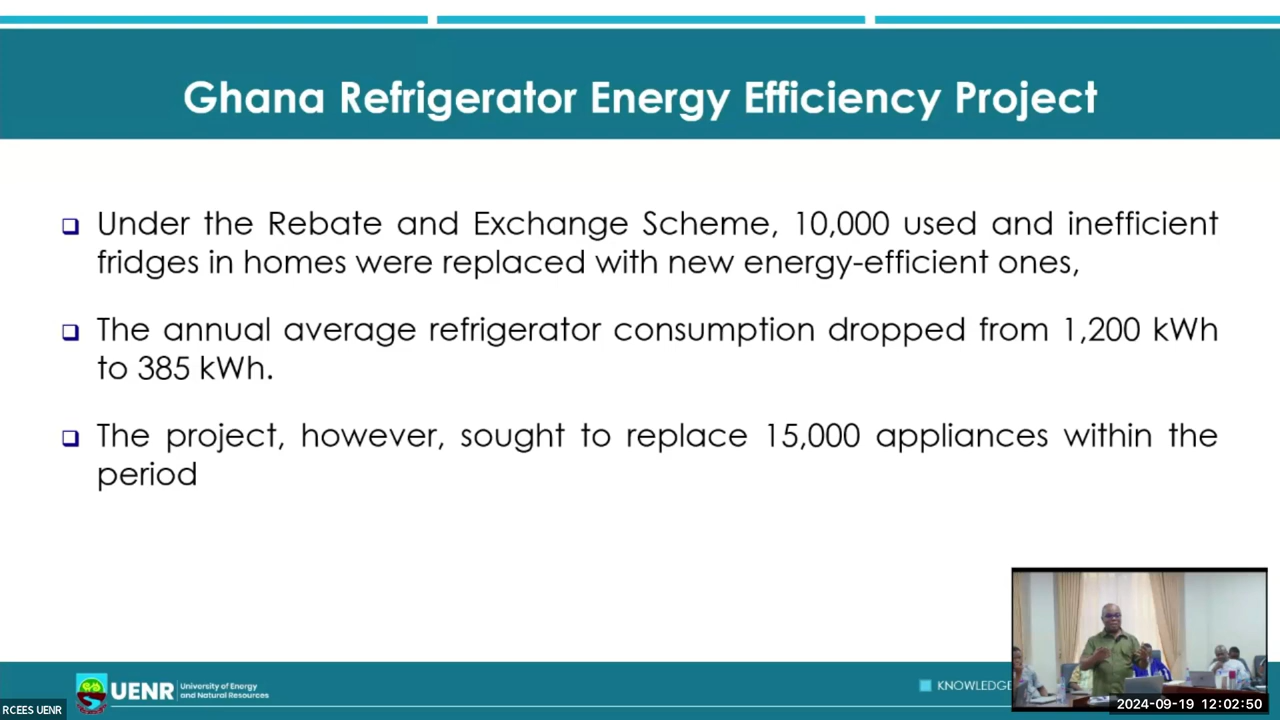 Ghana Refrigerator Energy Efficiency Project
Under the Rebate and Exchange Scheme, 10,000 used and inefficient
fridges in homes were replaced with new energy-efficient ones,
The annual average refrigerator consumption dropped from 1,200 kWh
to 385 kWh.
The project, however, sought to replace 15,000 appliances within the
period
UENR
University of Energy
and Natural Resources
KNOWLEDGE
RCEES UENR
2024-09-19 12:02:50